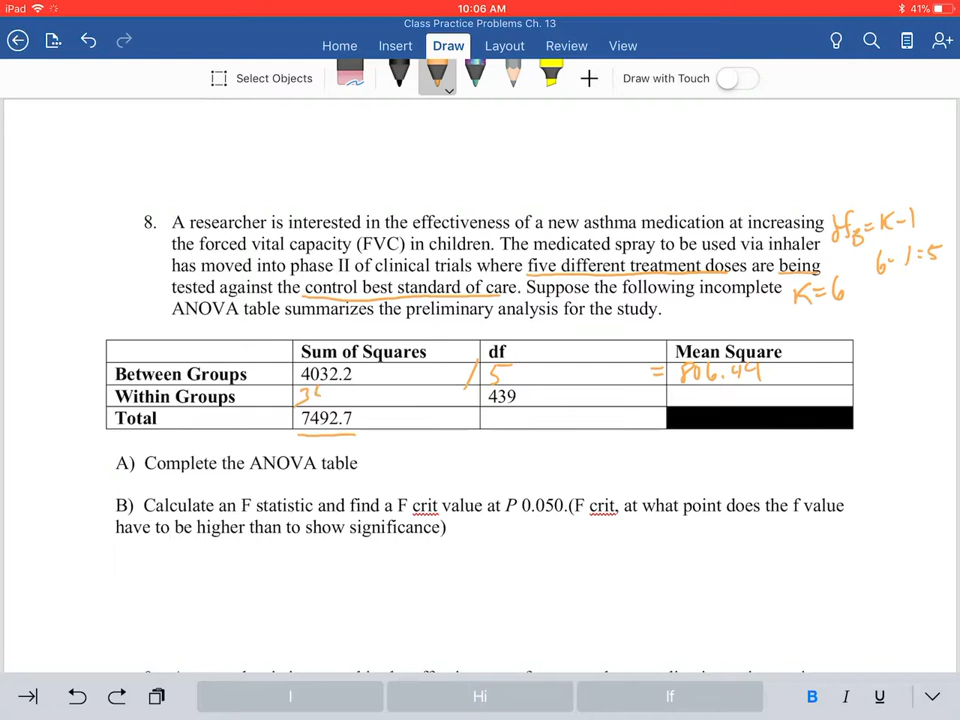 iPad 10:06 AM 41%
Class Practice Problems Ch. 13
Home Insert Draw Layout Review View
Select Objects Draw with Touch
8. A researcher is interested in the effectiveness of a new asthma medication at increasing
the forced vital capacity (FVC) in children. The medicated spray to be used via inhaler
has moved into phase II of clinical trials where five different treatment doses are being
tested against the control best standard of care. Suppose the following incomplete
ANOVA table summarizes the preliminary analysis for the study.
dfB = K-1
6-1=5
K=6
Sum of Squares df Mean Square
Between Groups 4032.2 / 5 = 806.44
Within Groups 439
Total 7492.7
A) Complete the ANOVA table
B) Calculate an F statistic and find a F crit value at P 0.050.(F crit, at what point does the f value
have to be higher than to show significance)
I Hi If B I U